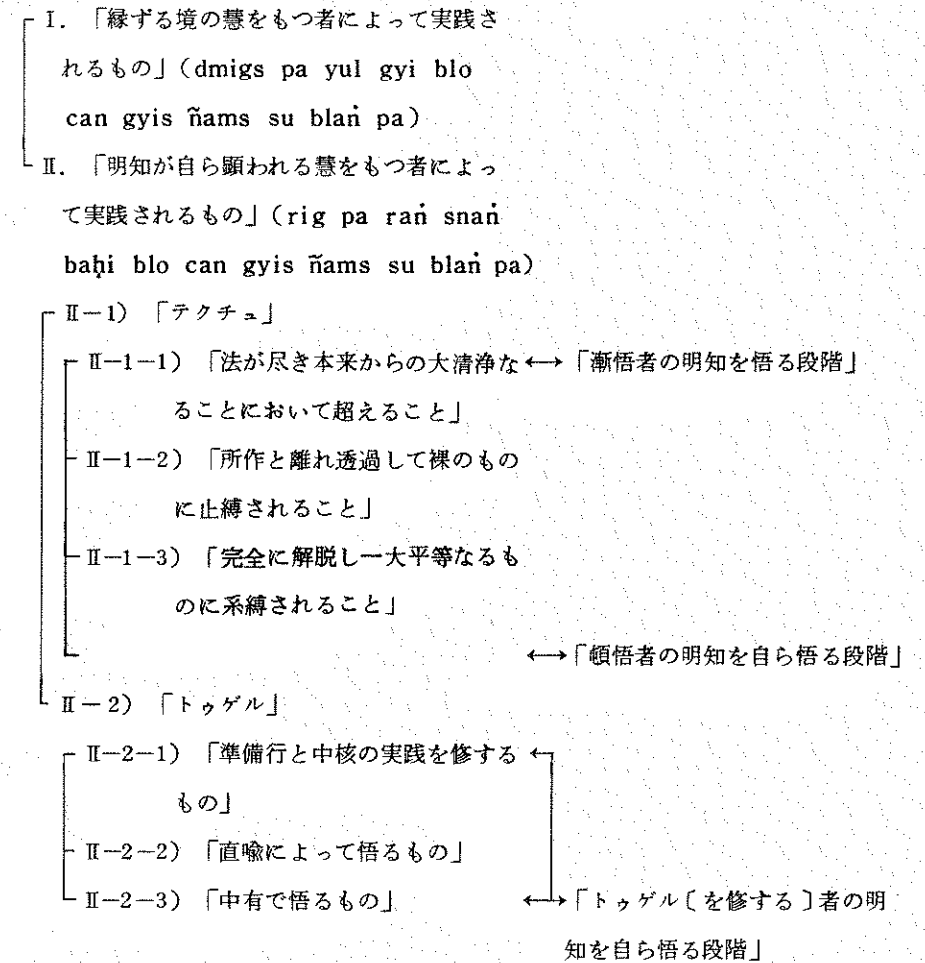 I. 「縁ずる境の慧をもつ者によって実践さ
れるもの」(dmigs pa yul gyi blo
can gyis ñams su blaṅ pa)
Ⅱ. 「明知が自ら顕われる慧をもつ者によっ
て実践されるもの」(rig pa raṅ snaṅ
baḥi blo can gyis ñams su blaṅ pa)
Ⅱ−1) 「テクチュ」
Ⅱ−1−1) 「法が尽き本来からの大清浄な ←→「漸悟者の明知を悟る段階」
ることにおいて超えること」
Ⅱ−1−2) 「所作と離れ透過して裸のもの
に止縛されること」
Ⅱ−1−3) 「完全に解脱し一大平等なるも
のに系縛されること」
←→「頓悟者の明知を自ら悟る段階」
Ⅱ−2) 「トゥゲル」
Ⅱ−2−1) 「準備行と中核の実践を修する ←
もの」
Ⅱ−2−2) 「直喩によって悟るもの」
Ⅱ−2−3) 「中有で悟るもの」 ←→「トゥゲル〔を修する〕者の明
知を自ら悟る段階」